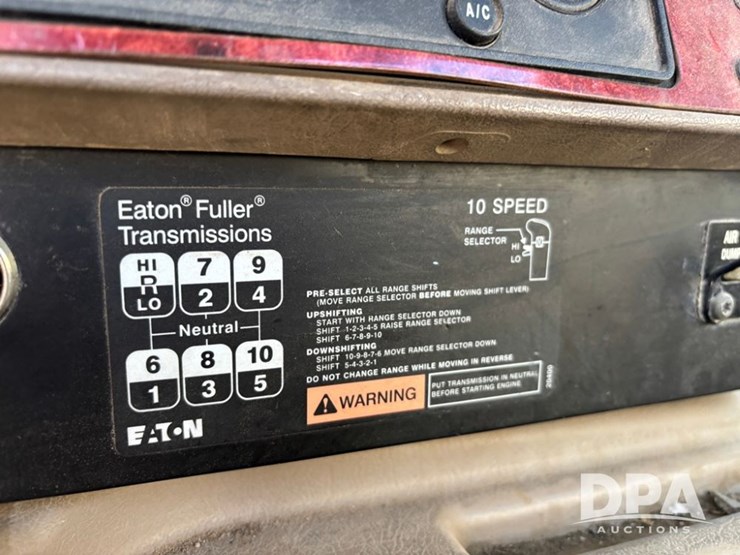 A/C
Eaton® Fuller®
Transmissions
10 SPEED
RANGE
SELECTOR
HI
LO
HI
R
LO
7
2
9
4
Neutral
6
1
8
3
10
5
PRE-SELECT ALL RANGE SHIFTS
(MOVE RANGE SELECTOR BEFORE MOVING SHIFT LEVER)
UPSHIFTING
START WITH RANGE SELECTOR DOWN
SHIFT 1-2-3-4-5 RAISE RANGE SELECTOR
SHIFT 6-7-8-9-10
DOWNSHIFTING
SHIFT 10-9-8-7-6 MOVE RANGE SELECTOR DOWN
SHIFT 5-4-3-2-1
DO NOT CHANGE RANGE WHILE MOVING IN REVERSE
WARNING
PUT TRANSMISSION IN NEUTRAL
BEFORE STARTING ENGINE
EATON
AIR
DUMP
DPA
AUCTIONS